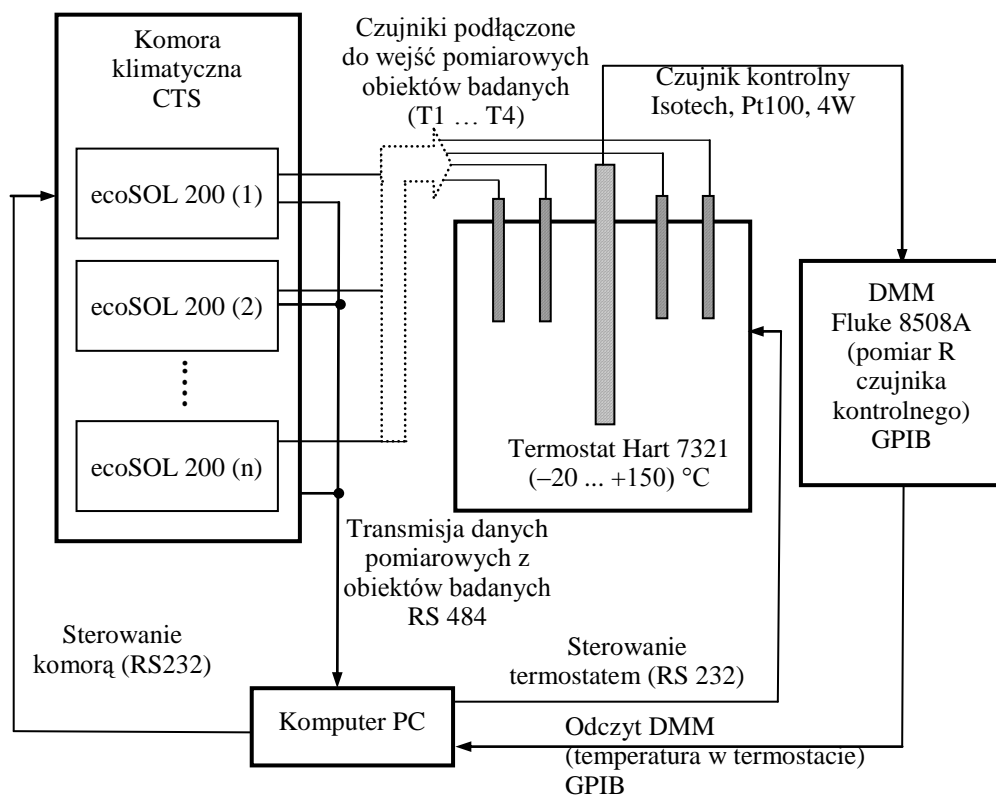 Komora
klimatyczna
CTS
ecoSOL 200 (1)
ecoSOL 200 (2)
ecoSOL 200 (n)
Czujniki podłączone
do wejść pomiarowych
obiektów badanych
(T1 … T4)
Czujnik kontrolny
Isotech, Pt100, 4W
Termostat Hart 7321
(–20 ... +150) °C
DMM
Fluke 8508A
(pomiar R
czujnika
kontrolnego)
GPIB
Transmisja danych
pomiarowych z
obiektów badanych
RS 484
Sterowanie
komorą (RS232)
Sterowanie
termostatem (RS 232)
Komputer PC
Odczyt DMM
(temperatura w termostacie)
GPIB